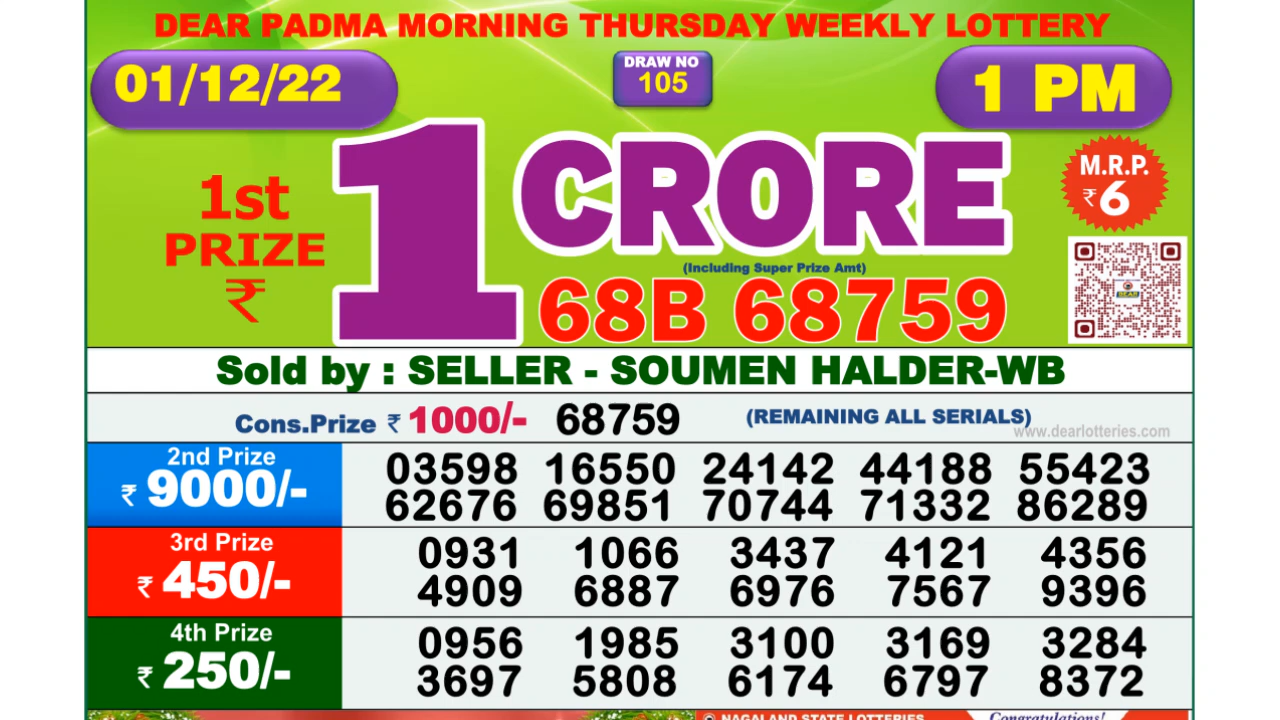 DEAR PADMA MORNING THURSDAY WEEKLY LOTTERY
01/12/22
DRAW NO
105
1 PM
1st
PRIZE
₹
1 CRORE
M.R.P.
₹ 6
(Including Super Prize Amt)
68B 68759
DEAR
Sold by : SELLER - SOUMEN HALDER-WB
Cons.Prize ₹ 1000/- 68759 (REMAINING ALL SERIALS)
www.dearlotteries.com
2nd Prize
₹ 9000/-
03598 16550 24142 44188 55423
62676 69851 70744 71332 86289
3rd Prize
₹ 450/-
0931 1066 3437 4121 4356
4909 6887 6976 7567 9396
4th Prize
₹ 250/-
0956 1985 3100 3169 3284
3697 5808 6174 6797 8372
NAGALAND STATE LOTTERIES
Congratulations!